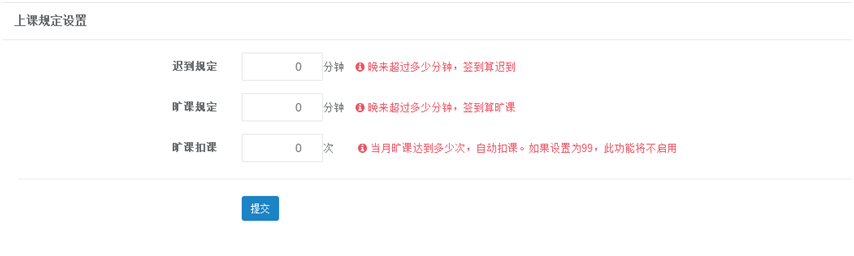 上课规定设置
迟到规定 0 分钟 晚来超过多少分钟，签到算迟到
旷课规定 0 分钟 晚来超过多少分钟，签到算旷课
旷课扣课 0 次 当月旷课达到多少次，自动扣课。如果设置为99，此功能将不启用
提交